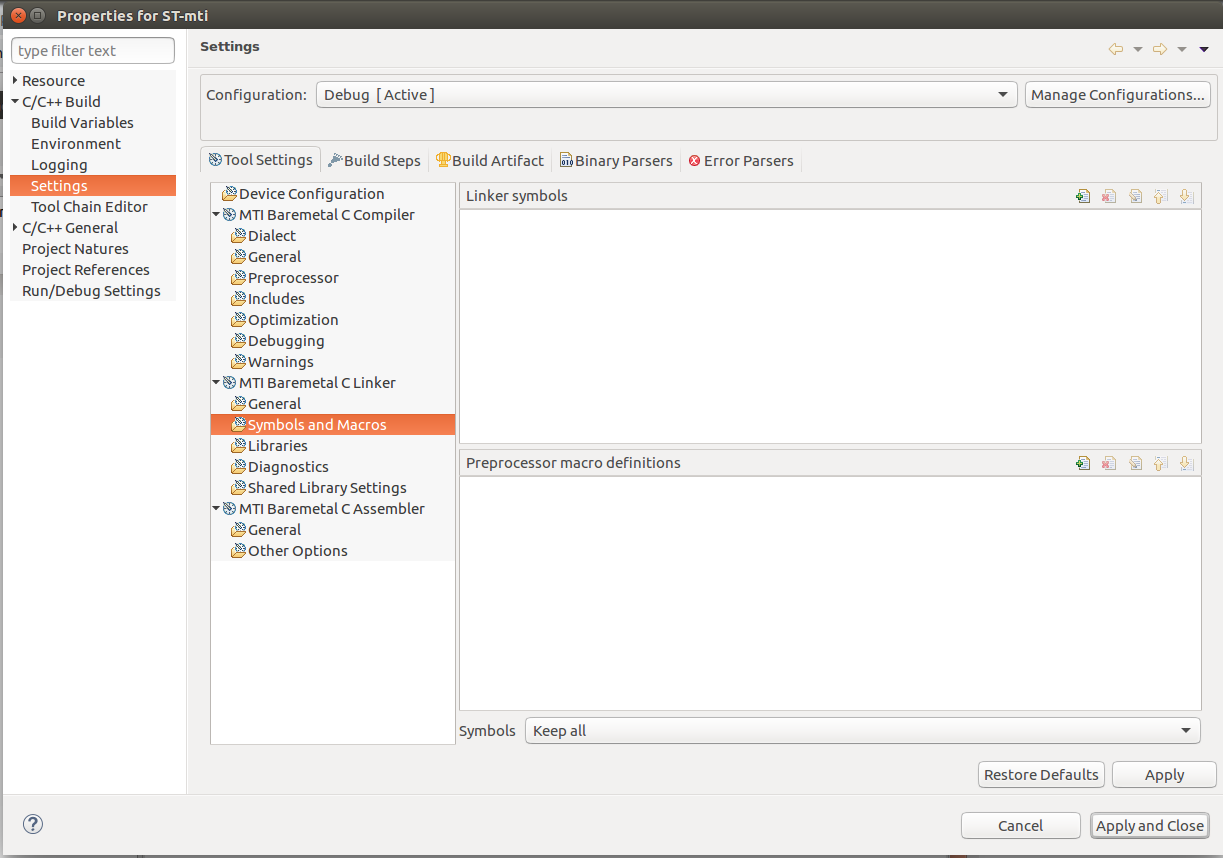 Properties for ST-mti
type filter text
Resource
C/C++ Build
Build Variables
Environment
Logging
Settings
Tool Chain Editor
C/C++ General
Project Natures
Project References
Run/Debug Settings
Settings
Configuration:
Debug [ Active ]
Manage Configurations...
Tool Settings
Build Steps
Build Artifact
Binary Parsers
Error Parsers
Device Configuration
MTI Baremetal C Compiler
Dialect
General
Preprocessor
Includes
Optimization
Debugging
Warnings
MTI Baremetal C Linker
General
Symbols and Macros
Libraries
Diagnostics
Shared Library Settings
MTI Baremetal C Assembler
General
Other Options
Linker symbols
Preprocessor macro definitions
Symbols
Keep all
Restore Defaults
Apply
?
Cancel
Apply and Close